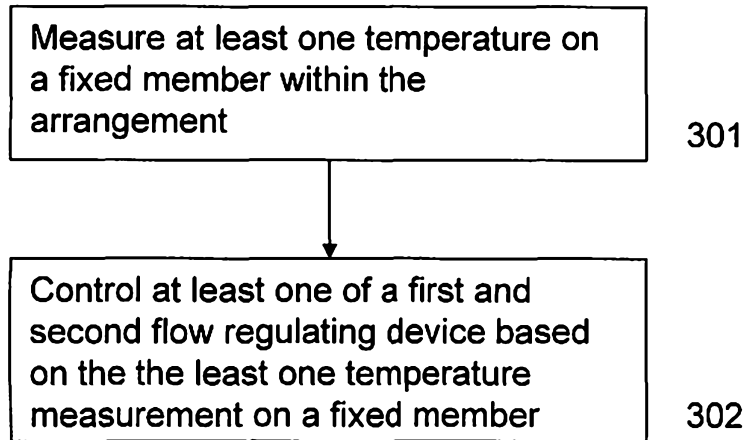 Measure at least one temperature on
a fixed member within the
arrangement
301
Control at least one of a first and
second flow regulating device based
on the the least one temperature
measurement on a fixed member
302